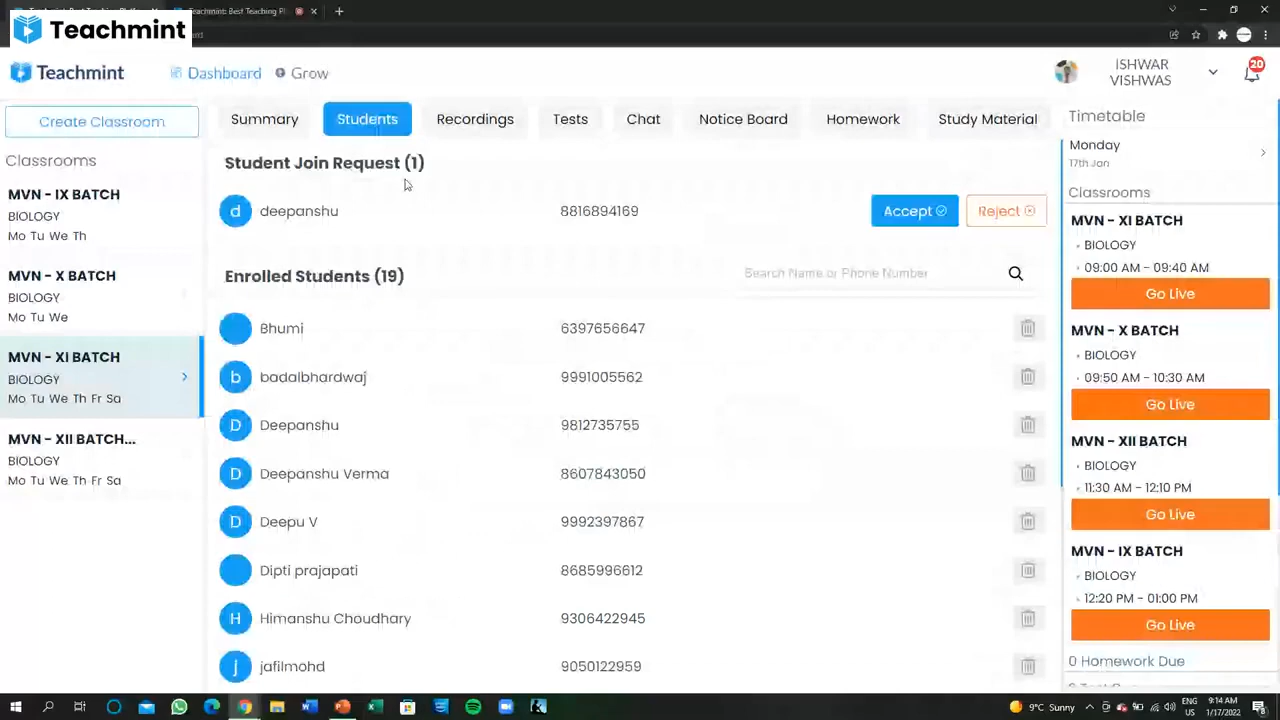 Teachmint: Best Teaching P
Teachmint
Teachmint
Dashboard
Grow
ISHWAR
VISHWAS
20
Create Classroom
Classrooms
MVN - IX BATCH
BIOLOGY
Mo Tu We Th
MVN - X BATCH
BIOLOGY
Mo Tu We
MVN - XI BATCH
BIOLOGY
Mo Tu We Th Fr Sa
MVN - XII BATCH...
BIOLOGY
Mo Tu We Th Fr Sa
Summary
Students
Recordings
Tests
Chat
Notice Board
Homework
Study Material
Student Join Request (1)
d deepanshu 8816894169 Accept Reject
Enrolled Students (19)
Search Name or Phone Number
Bhumi 6397656647
b badalbhardwaj 9991005562
D Deepanshu 9812735755
D Deepanshu Verma 8607843050
D Deepu V 9992397867
Dipti prajapati 8685996612
H Himanshu Choudhary 9306422945
j jafilmohd 9050122959
Timetable
Monday
17th Jan
Classrooms
MVN - XI BATCH
BIOLOGY
09:00 AM - 09:40 AM
Go Live
MVN - X BATCH
BIOLOGY
09:50 AM - 10:30 AM
Go Live
MVN - XII BATCH
BIOLOGY
11:30 AM - 12:10 PM
Go Live
MVN - IX BATCH
BIOLOGY
12:20 PM - 01:00 PM
Go Live
0 Homework Due
9°C Sunny
ENG
US
9:14 AM
1/17/2022